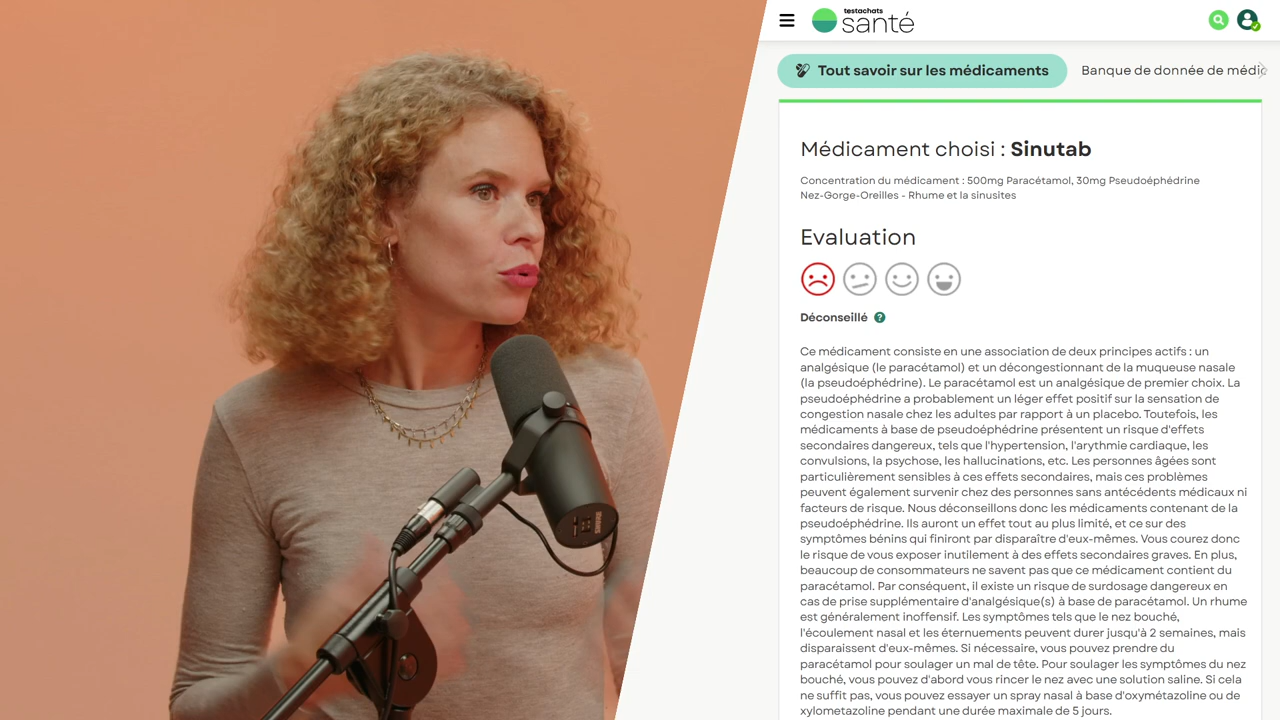 testachats
santé
Tout savoir sur les médicaments
Banque de donnée de médic
Médicament choisi : Sinutab
Concentration du médicament : 500mg Paracétamol, 30mg Pseudoéphédrine
Nez-Gorge-Oreilles - Rhume et la sinusites
Evaluation
Déconseillé ?
Ce médicament consiste en une association de deux principes actifs : un
analgésique (le paracétamol) et un décongestionnant de la muqueuse nasale
(la pseudoéphédrine). Le paracétamol est un analgésique de premier choix. La
pseudoéphédrine a probablement un léger effet positif sur la sensation de
congestion nasale chez les adultes par rapport à un placebo. Toutefois, les
médicaments à base de pseudoéphédrine présentent un risque d'effets
secondaires dangereux, tels que l'hypertension, l'arythmie cardiaque, les
convulsions, la psychose, les hallucinations, etc. Les personnes âgées sont
particulièrement sensibles à ces effets secondaires, mais ces problèmes
peuvent également survenir chez des personnes sans antécédents médicaux ni
facteurs de risque. Nous déconseillons donc les médicaments contenant de la
pseudoéphédrine. Ils auront un effet tout au plus limité, et ce sur des
symptômes bénins qui finiront par disparaître d'eux-mêmes. Vous courez donc
le risque de vous exposer inutilement à des effets secondaires graves. En plus,
beaucoup de consommateurs ne savent pas que ce médicament contient du
paracétamol. Par conséquent, il existe un risque de surdosage dangereux en
cas de prise supplémentaire d'analgésique(s) à base de paracétamol. Un rhume
est généralement inoffensif. Les symptômes tels que le nez bouché,
l'écoulement nasal et les éternuements peuvent durer jusqu'à 2 semaines, mais
disparaissent d'eux-mêmes. Si nécessaire, vous pouvez prendre du
paracétamol pour soulager un mal de tête. Pour soulager les symptômes du nez
bouché, vous pouvez d'abord vous rincer le nez avec une solution saline. Si cela
ne suffit pas, vous pouvez essayer un spray nasal à base d'oxymétazoline ou de
xylometazoline pendant une durée maximale de 5 jours.